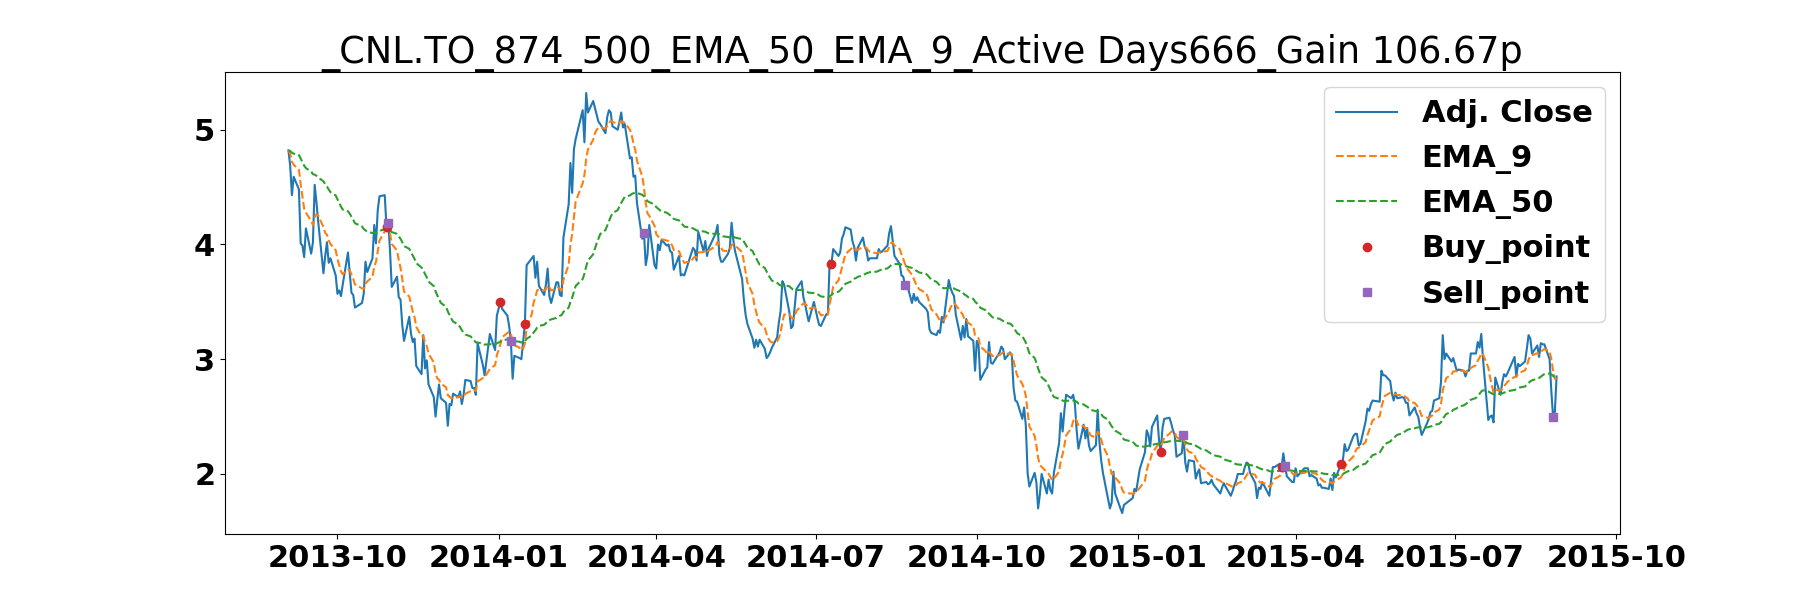 _CNL.TO_874_500_EMA_50_EMA_9_Active Days666_Gain 106.67p
5
4
3
2
Adj. Close
EMA_9
EMA_50
Buy_point
Sell_point
2013-10 2014-01 2014-04 2014-07 2014-10 2015-01 2015-04 2015-07 2015-10